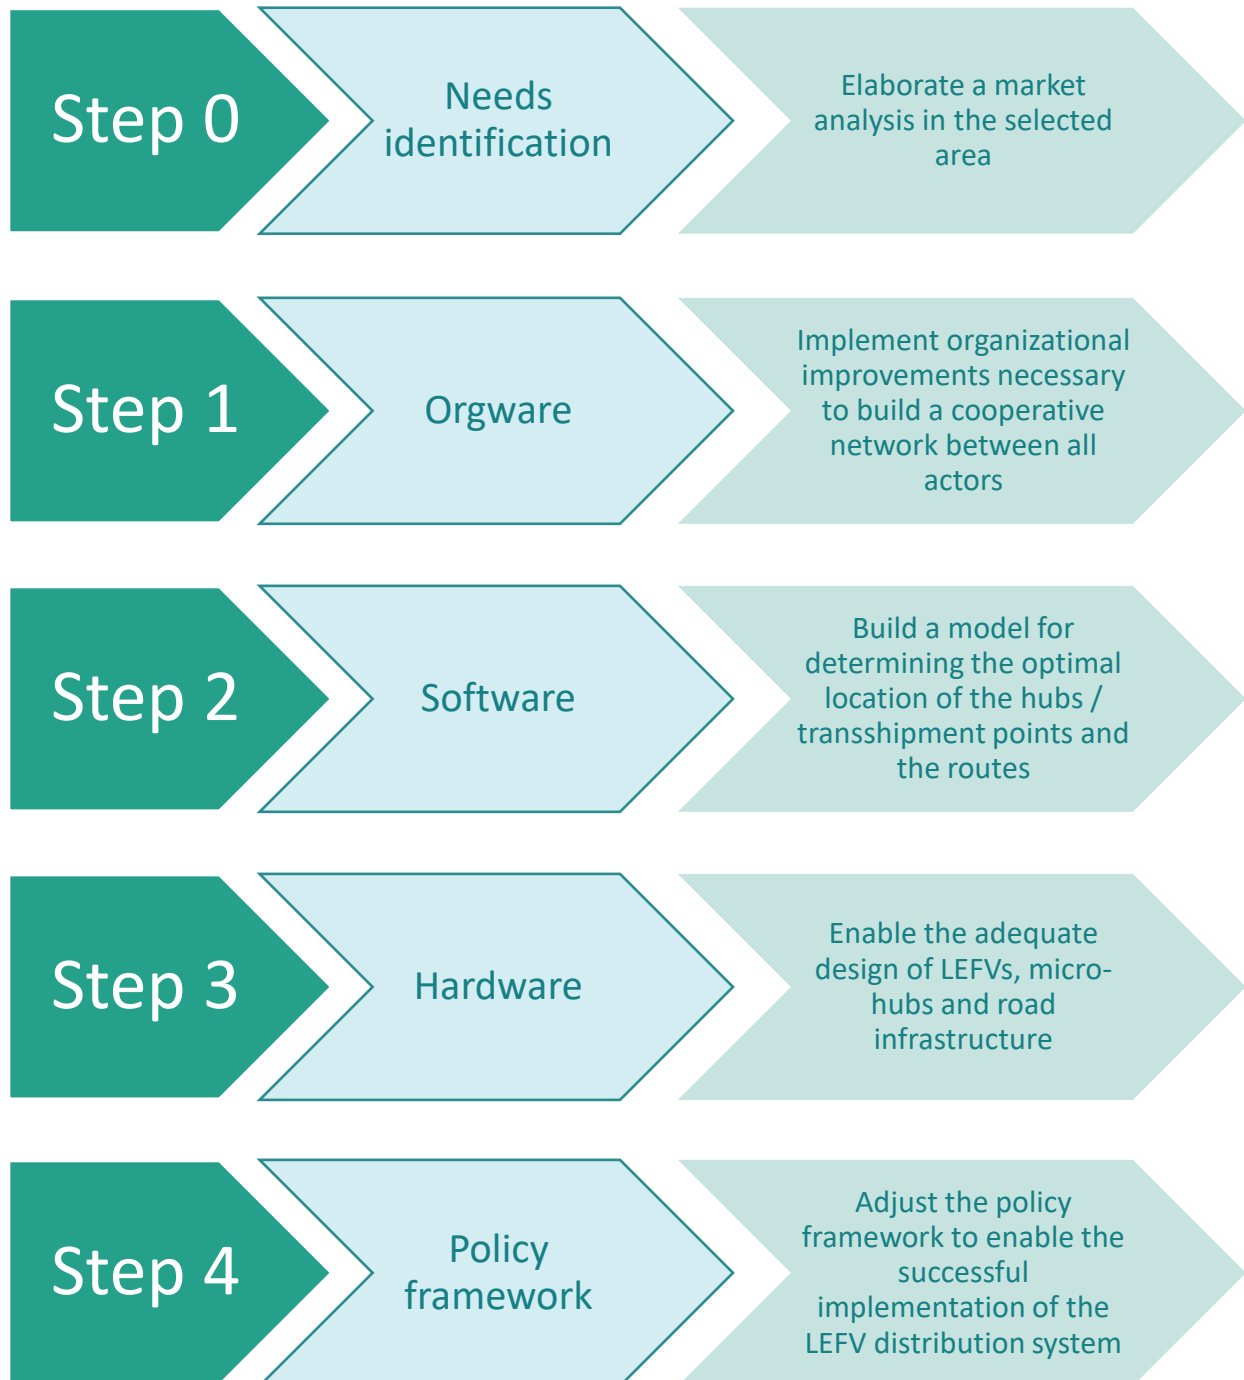 Step 0
Needs
identification
Elaborate a market
analysis in the selected
area
Step 1
Orgware
Implement organizational
improvements necessary
to build a cooperative
network between all
actors
Step 2
Software
Build a model for
determining the optimal
location of the hubs /
transshipment points and
the routes
Step 3
Hardware
Enable the adequate
design of LEFVs, micro-
hubs and road
infrastructure
Step 4
Policy
framework
Adjust the policy
framework to enable the
successful
implementation of the
LEFV distribution system